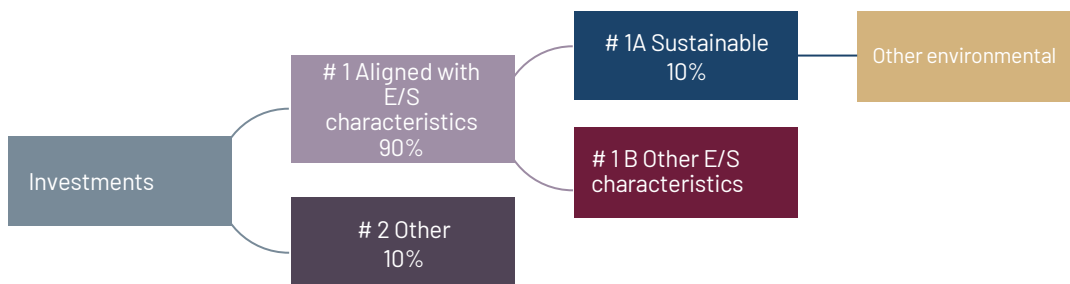 Investments
# 1 Aligned with
E/S
characteristics
90%
# 2 Other
10%
# 1A Sustainable
10%
# 1 B Other E/S
characteristics
Other environmental